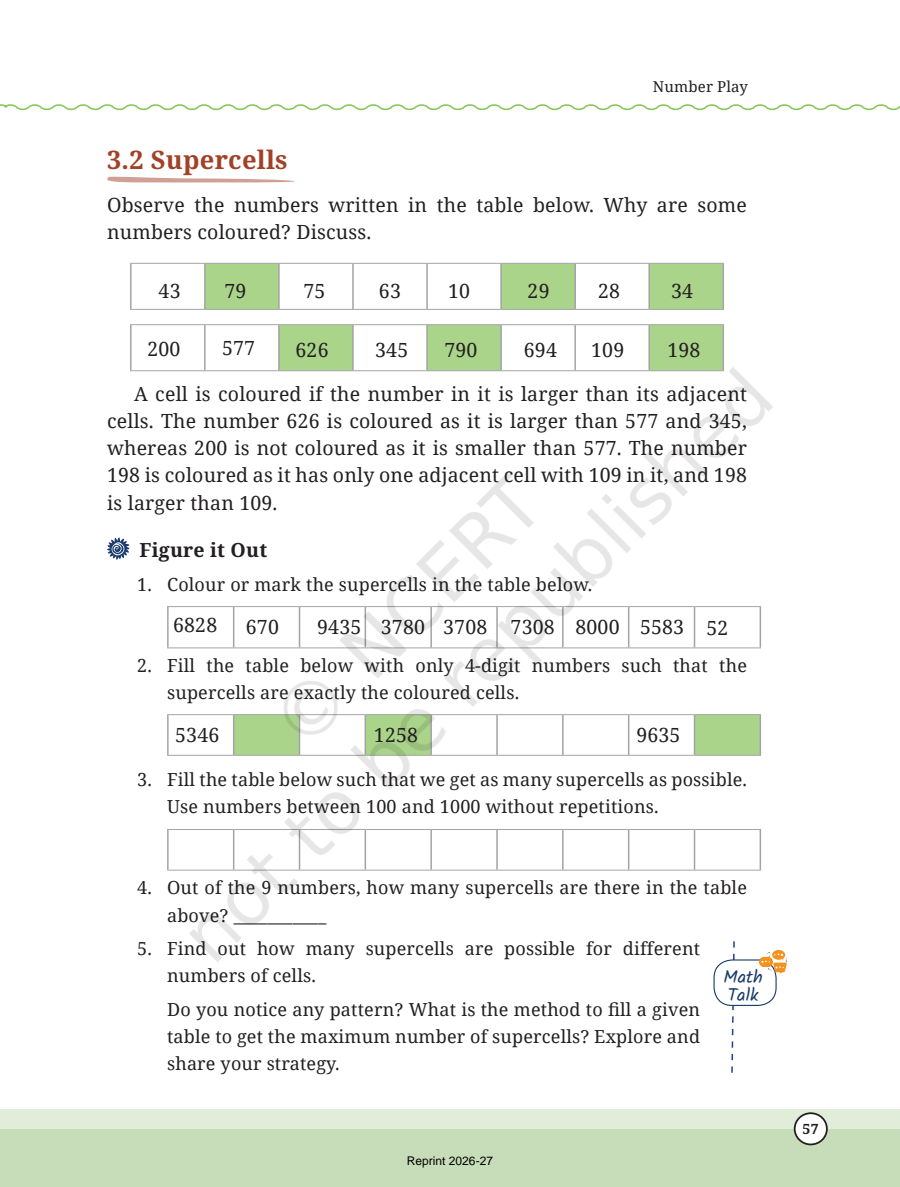 Number Play
3.2 Supercells
Observe the numbers written in the table below. Why are some
numbers coloured? Discuss.
43 79 75 63 10 29 28 34
200 577 626 345 790 694 109 198
A cell is coloured if the number in it is larger than its adjacent
cells. The number 626 is coloured as it is larger than 577 and 345,
whereas 200 is not coloured as it is smaller than 577. The number
198 is coloured as it has only one adjacent cell with 109 in it, and 198
is larger than 109.
Figure it Out
1. Colour or mark the supercells in the table below.
6828 670 9435 3780 3708 7308 8000 5583 52
2. Fill the table below with only 4-digit numbers such that the
supercells are exactly the coloured cells.
5346 1258 9635
3. Fill the table below such that we get as many supercells as possible.
Use numbers between 100 and 1000 without repetitions.
4. Out of the 9 numbers, how many supercells are there in the table
above? ___________
5. Find out how many supercells are possible for different
numbers of cells.
Do you notice any pattern? What is the method to fill a given
table to get the maximum number of supercells? Explore and
share your strategy.
Math
Talk
© NCERT
not to be republished
57
Reprint 2026-27